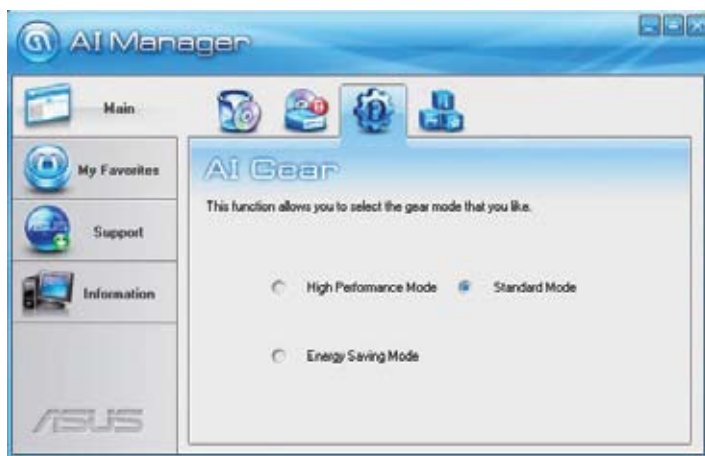 AI Manager
Main
My Favorites
Support
Information
AI Gear
This function allows you to select the gear mode that you like.
High Performance Mode
Standard Mode
Energy Saving Mode
ASUS